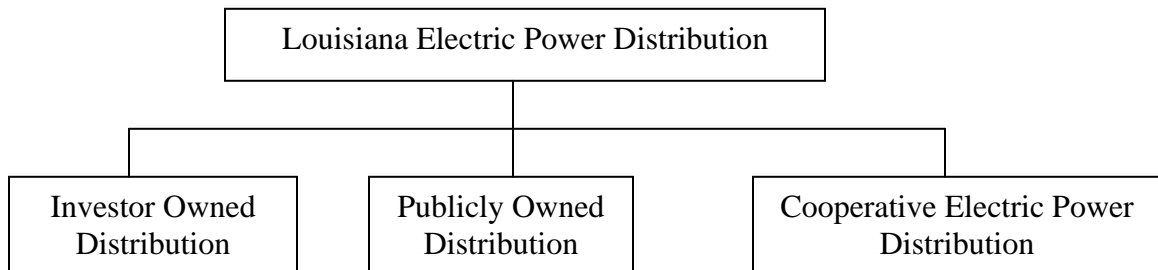 Louisiana Electric Power Distribution
Investor Owned
Distribution
Publicly Owned
Distribution
Cooperative Electric Power
Distribution